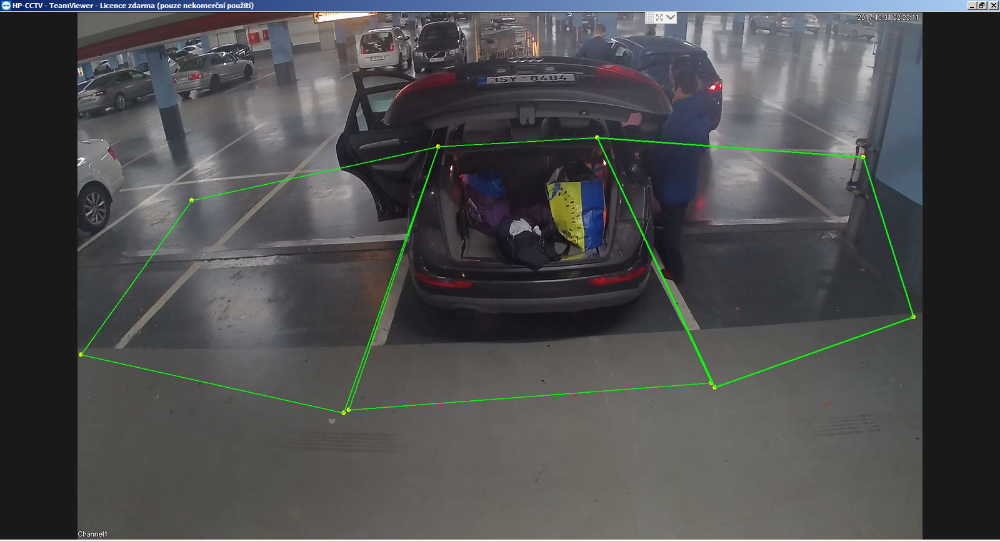 HP-CCTV - TeamViewer - Licence zdarma (pouze nekomerční použití)
2017-10-31 22:22:11
3SY 8484
Channel1